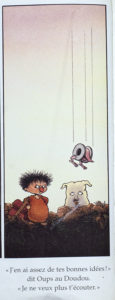 « J'en ai assez de tes bonnes idées ! »
dit Oups au Doudou.
« Je ne veux plus t'écouter. »